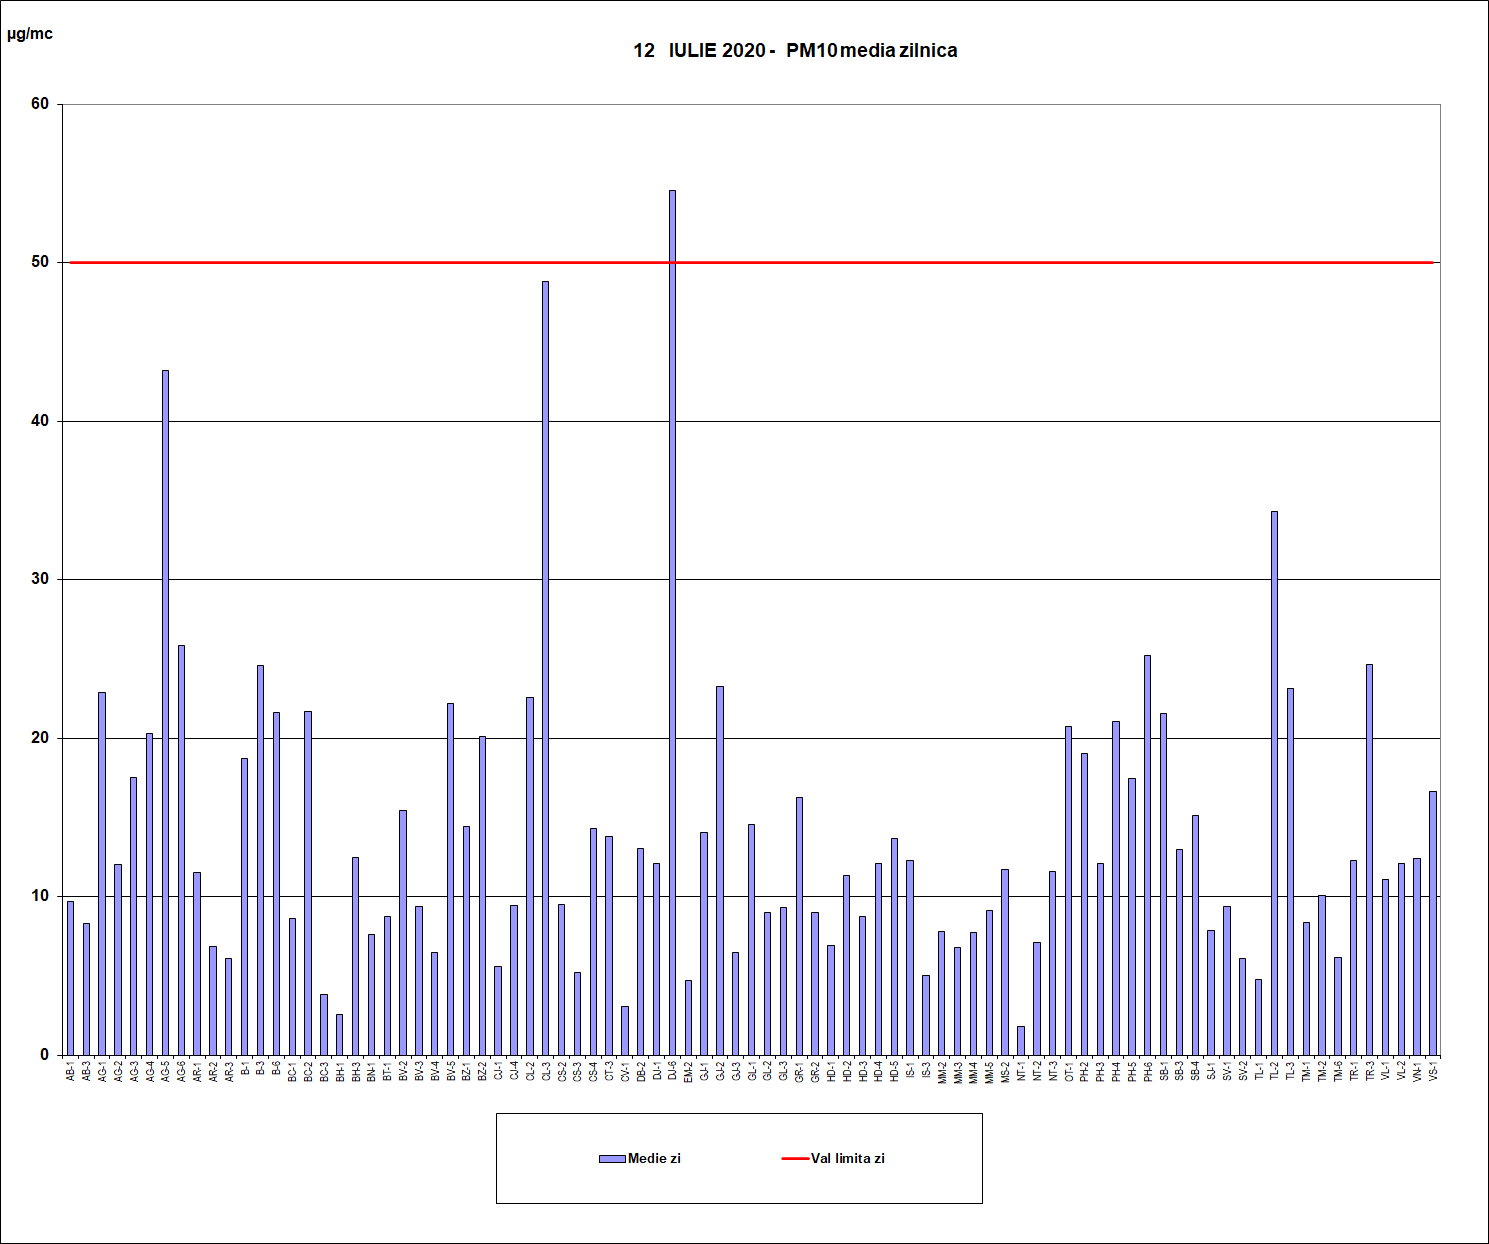 µg/mc
12 IULIE 2020 - PM10 media zilnica
60
50
40
30
20
10
0
AB-1 AB-3 AG-1 AG-2 AG-3 AG-4 AG-5 AG-6 AR-1 AR-2 AR-3 B-1 B-3 B-6 BC-1 BC-2 BC-3 BH-1 BH-3 BN-1 BT-1 BV-2 BV-3 BV-4 BV-5 BZ-1 BZ-2 CJ-1 CJ-4 CL-2 CL-3 CS-2 CS-3 CS-4 CT-3 CV-1 DB-2 DJ-1 DJ-6 EM-2 GJ-1 GJ-2 GJ-3 GL-1 GL-2 GL-3 GR-1 GR-2 HD-1 HD-2 HD-3 HD-4 HD-5 IS-1 IS-3 MM-2 MM-3 MM-4 MM-5 MS-2 NT-1 NT-2 NT-3 OT-1 PH-2 PH-3 PH-4 PH-5 PH-6 SB-1 SB-3 SB-4 SJ-1 SV-1 SV-2 TL-1 TL-2 TL-3 TM-1 TM-2 TM-6 TR-1 TR-3 VL-1 VL-2 VN-1 VS-1
Medie zi Val limita zi